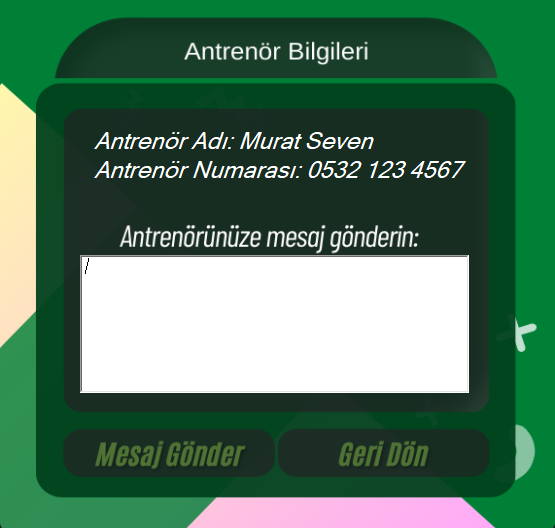 Antrenör Bilgileri
Antrenör Adı: Murat Seven
Antrenör Numarası: 0532 123 4567
Antrenörünüze mesaj gönderin:
Mesaj Gönder
Geri Dön